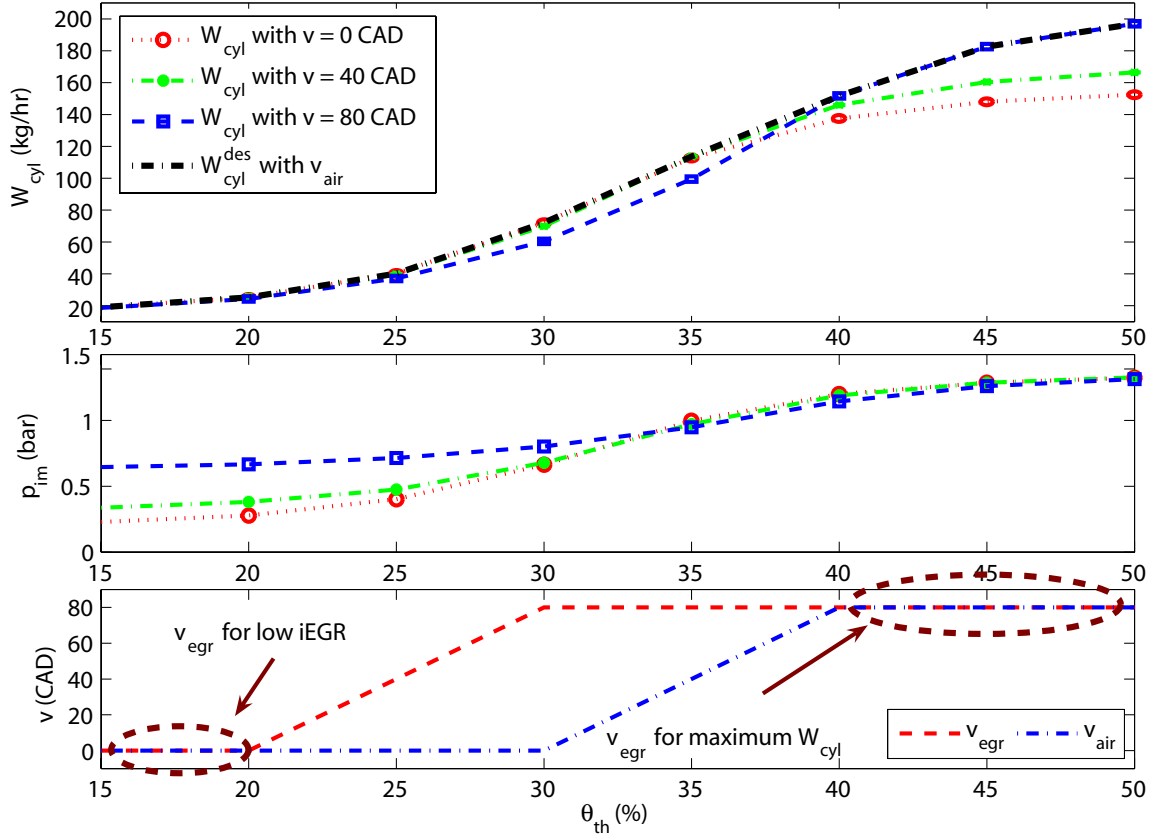 W_cyl (kg/hr)
200
180
160
140
120
100
80
60
40
20
W_cyl with v = 0 CAD
W_cyl with v = 40 CAD
W_cyl with v = 80 CAD
W_cyl^des with v_air
15 20 25 30 35 40 45 50
p_im (bar)
1.5
1
0.5
0
15 20 25 30 35 40 45 50
v (CAD)
80
60
40
20
0
v_egr for low iEGR
v_egr for maximum W_cyl
v_egr v_air
15 20 25 30 35 40 45 50
θ_th (%)